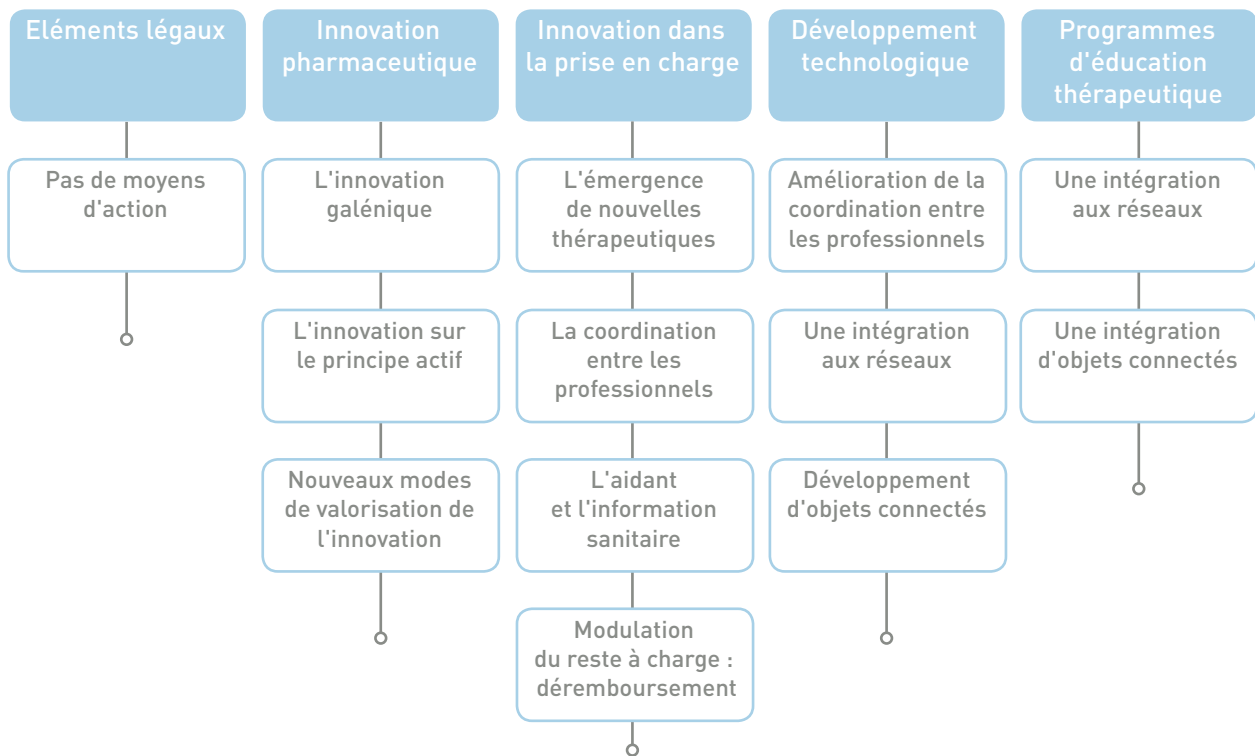 Eléments légaux
Pas de moyens
d'action
Innovation
pharmaceutique
L'innovation
galénique
L'innovation sur
le principe actif
Nouveaux modes
de valorisation de
l'innovation
Innovation dans
la prise en charge
L'émergence
de nouvelles
thérapeutiques
La coordination
entre les
professionnels
L'aidant
et l'information
sanitaire
Modulation
du reste à charge :
déremboursement
Développement
technologique
Amélioration de la
coordination entre
les professionnels
Une intégration
aux réseaux
Développement
d'objets connectés
Programmes
d'éducation
thérapeutique
Une intégration
aux réseaux
Une intégration
d'objets connectés